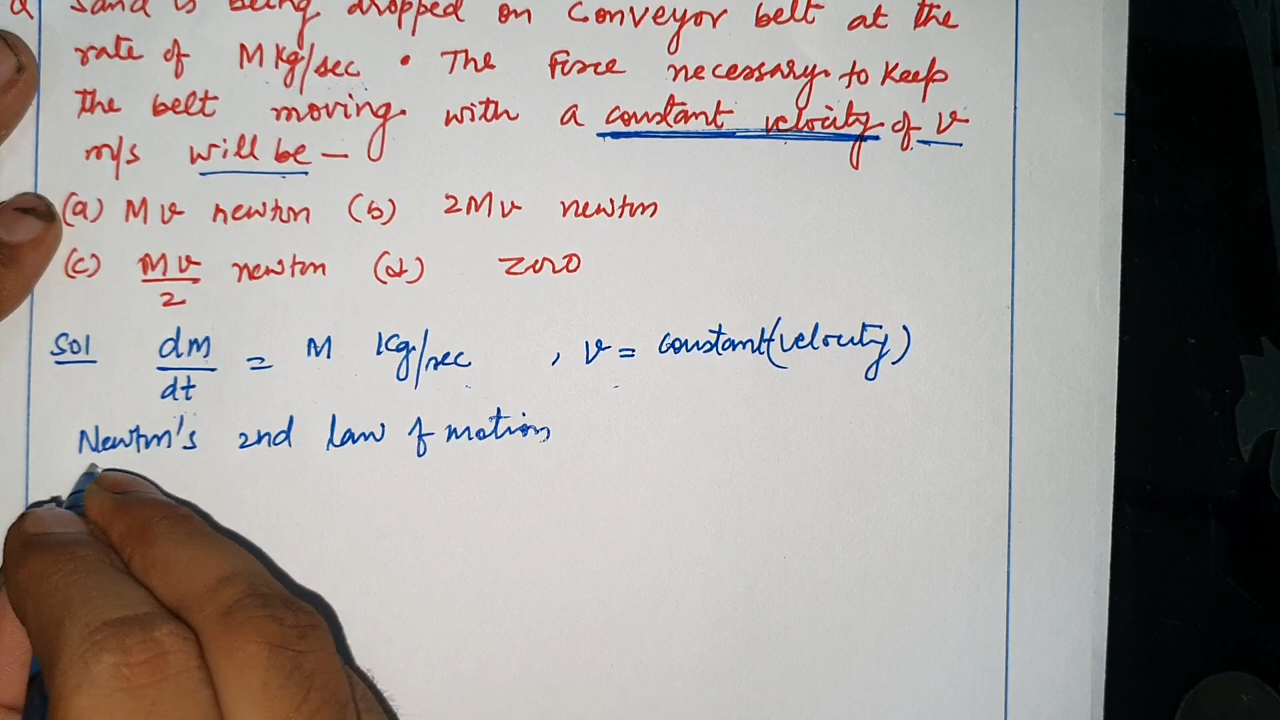 Q Sand is being dropped on conveyor belt at the
rate of M Kg/sec . The Force necessary to keep
the belt moving with a constant velocity of v
m/s will be –
(a) Mv newton (b) 2Mv newton
(c) Mv/2 newton (d) zero
Sol dm/dt = M Kg/sec , v = constant (velocity)
Newton's 2nd law of motion